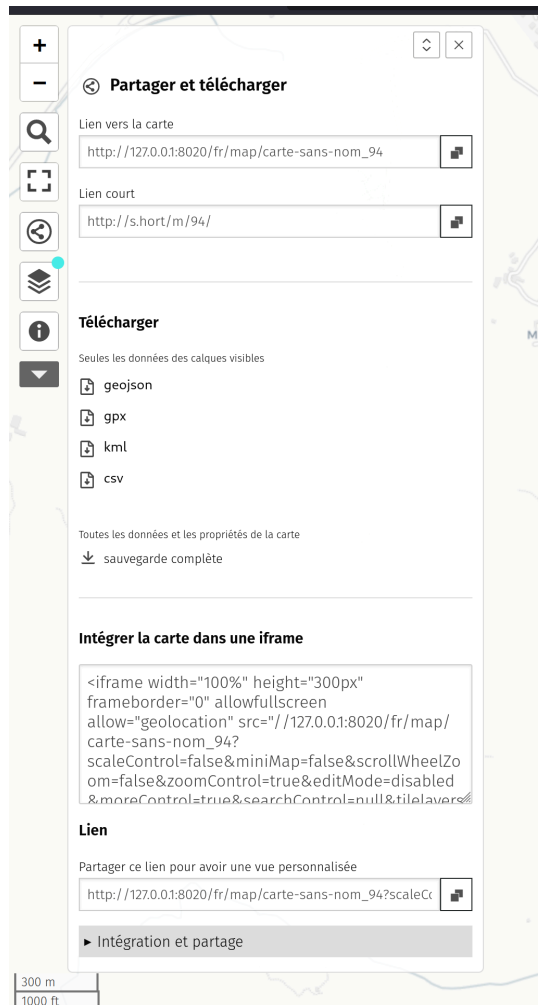 +
−
Partager et télécharger
Lien vers la carte
http://127.0.0.1:8020/fr/map/carte-sans-nom_94
Lien court
http://s.hort/m/94/
Télécharger
Seules les données des calques visibles
geojson
gpx
kml
csv
Toutes les données et les propriétés de la carte
sauvegarde complète
Intégrer la carte dans une iframe
<iframe width="100%" height="300px"
frameborder="0" allowfullscreen
allow="geolocation" src="//127.0.0.1:8020/fr/map/
carte-sans-nom_94?
scaleControl=false&miniMap=false&scrollWheelZo
om=false&zoomControl=true&editMode=disabled
&moreControl=true&searchControl=null&tilelayers
Lien
Partager ce lien pour avoir une vue personnalisée
http://127.0.0.1:8020/fr/map/carte-sans-nom_94?scaleCo
► Intégration et partage
300 m
1000 ft